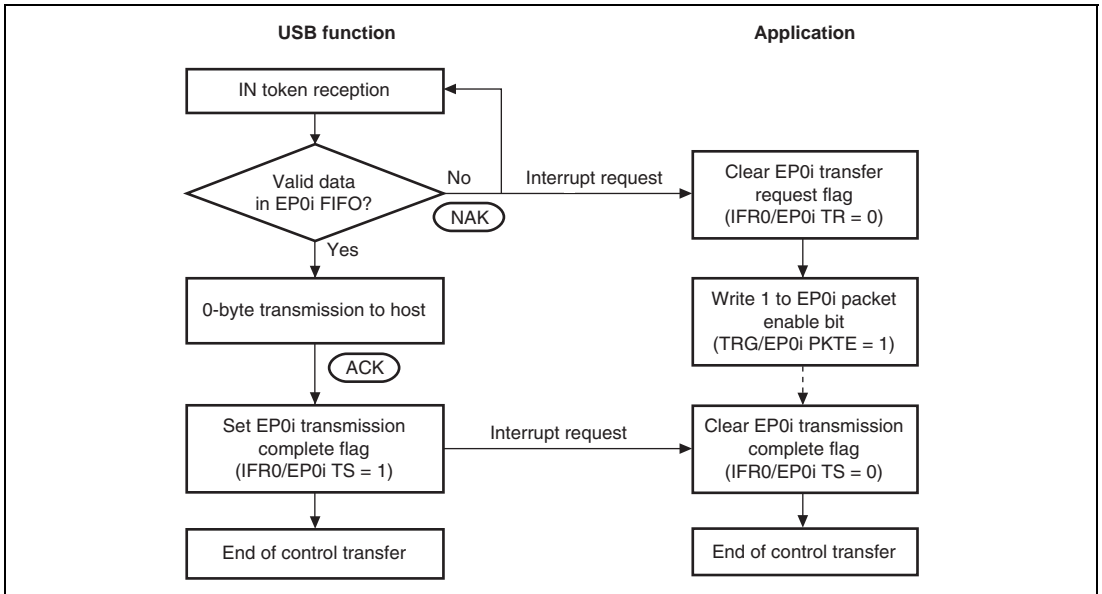 USB function
Application
IN token reception
Valid data
in EP0i FIFO?
No
NAK
Interrupt request
Clear EP0i transfer
request flag
(IFR0/EP0i TR = 0)
Yes
0-byte transmission to host
Write 1 to EP0i packet
enable bit
(TRG/EP0i PKTE = 1)
ACK
Set EP0i transmission
complete flag
(IFR0/EP0i TS = 1)
Interrupt request
Clear EP0i transmission
complete flag
(IFR0/EP0i TS = 0)
End of control transfer
End of control transfer